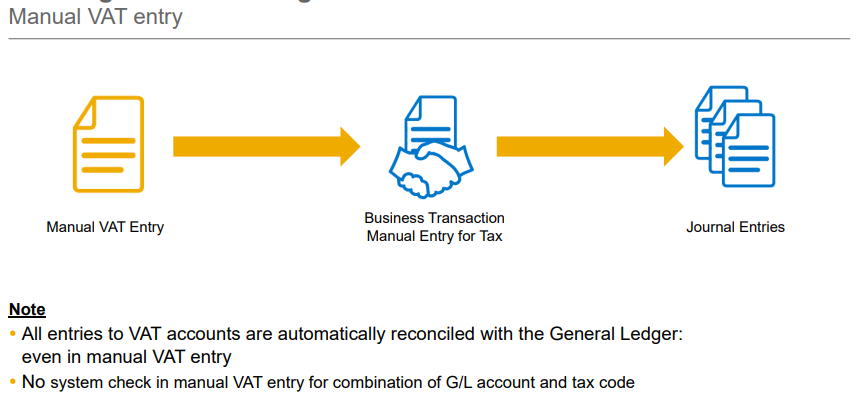 Manual VAT entry
Manual VAT Entry
Business Transaction
Manual Entry for Tax
Journal Entries
Note
• All entries to VAT accounts are automatically reconciled with the General Ledger:
even in manual VAT entry
• No system check in manual VAT entry for combination of G/L account and tax code